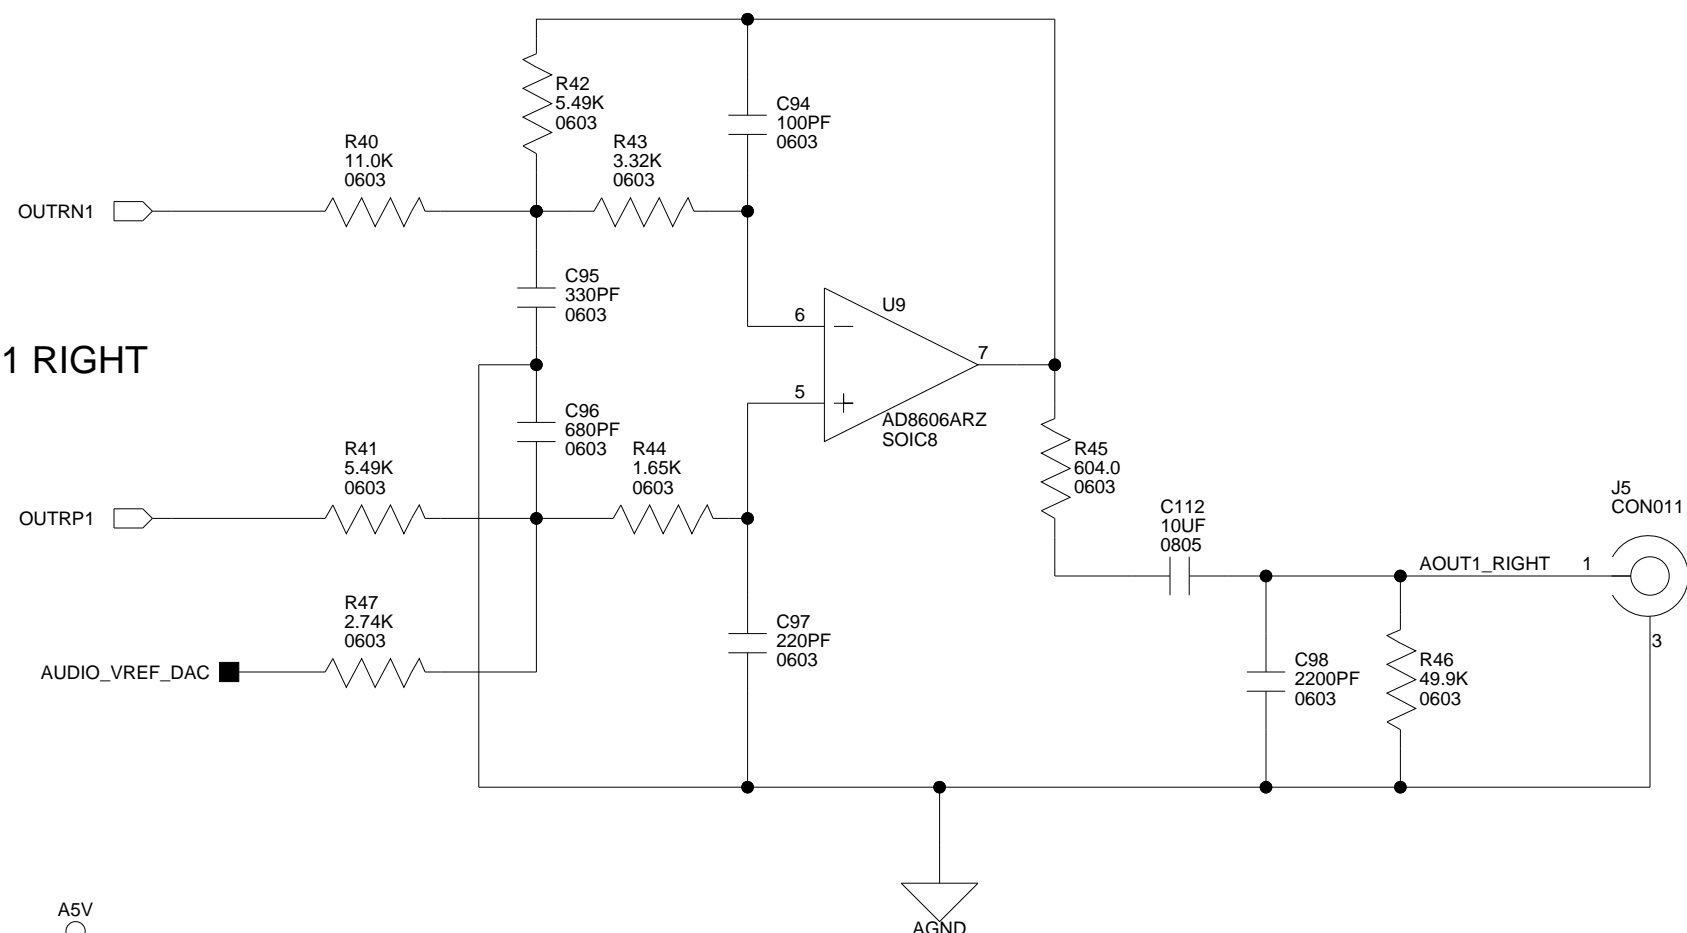 R42
5.49K
0603
C94
100PF
0603
R40
11.0K
0603
R43
3.32K
0603
OUTRN1
C95
330PF
0603
U9
6
1 RIGHT
7
5
AD8606ARZ
SOIC8
C96
680PF
0603
R41
5.49K
0603
R44
1.65K
0603
R45
604.0
0603
OUTRP1
C112
10UF
0805
J5
CON011
AOUT1_RIGHT
1
R47
2.74K
0603
C97
220PF
0603
3
AUDIO_VREF_DAC
C98
2200PF
0603
R46
49.9K
0603
A5V
AGND